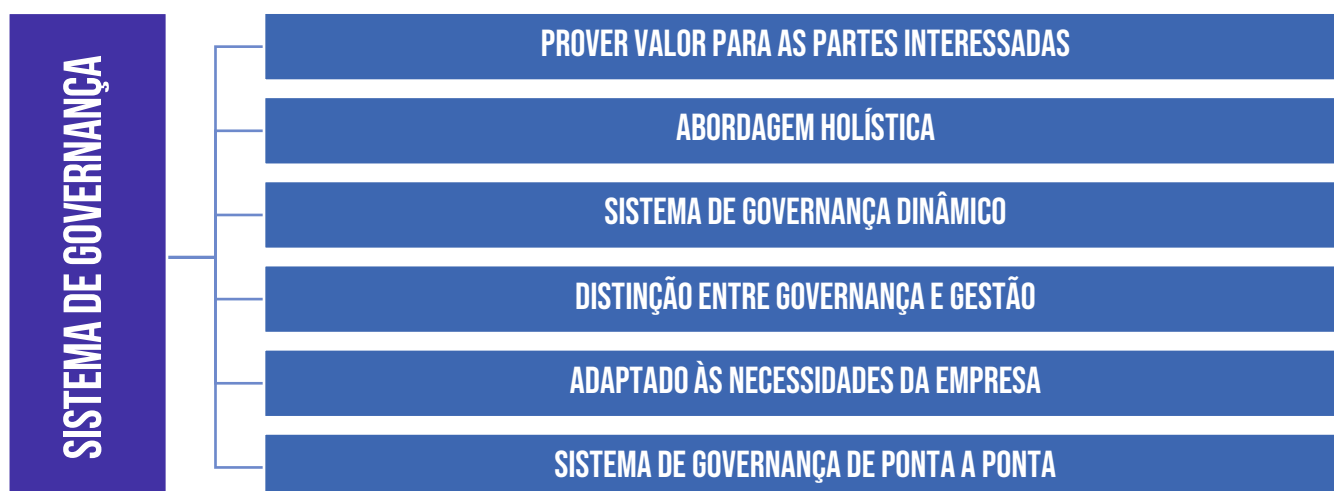 SISTEMA DE GOVERNANÇA
PROVER VALOR PARA AS PARTES INTERESSADAS
ABORDAGEM HOLÍSTICA
SISTEMA DE GOVERNANÇA DINÂMICO
DISTINÇÃO ENTRE GOVERNANÇA E GESTÃO
ADAPTADO ÀS NECESSIDADES DA EMPRESA
SISTEMA DE GOVERNANÇA DE PONTA A PONTA